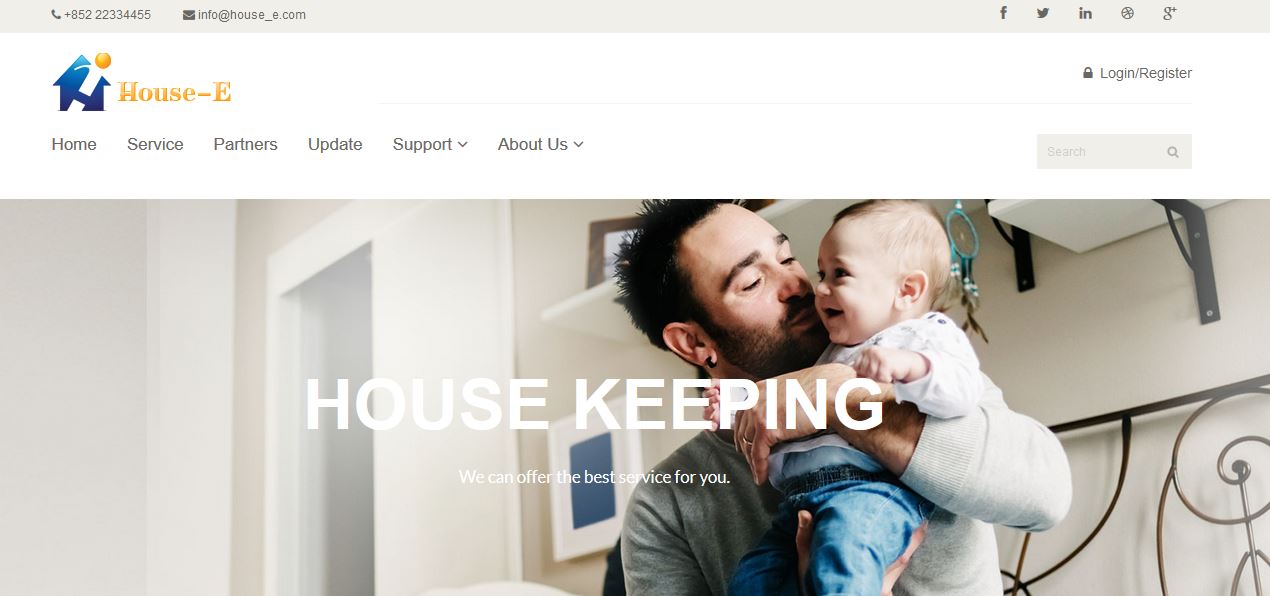 +852 22334455 info@house_e.com
House-E
Login/Register
Home Service Partners Update Support About Us
Search
HOUSE KEEPING
We can offer the best service for you.